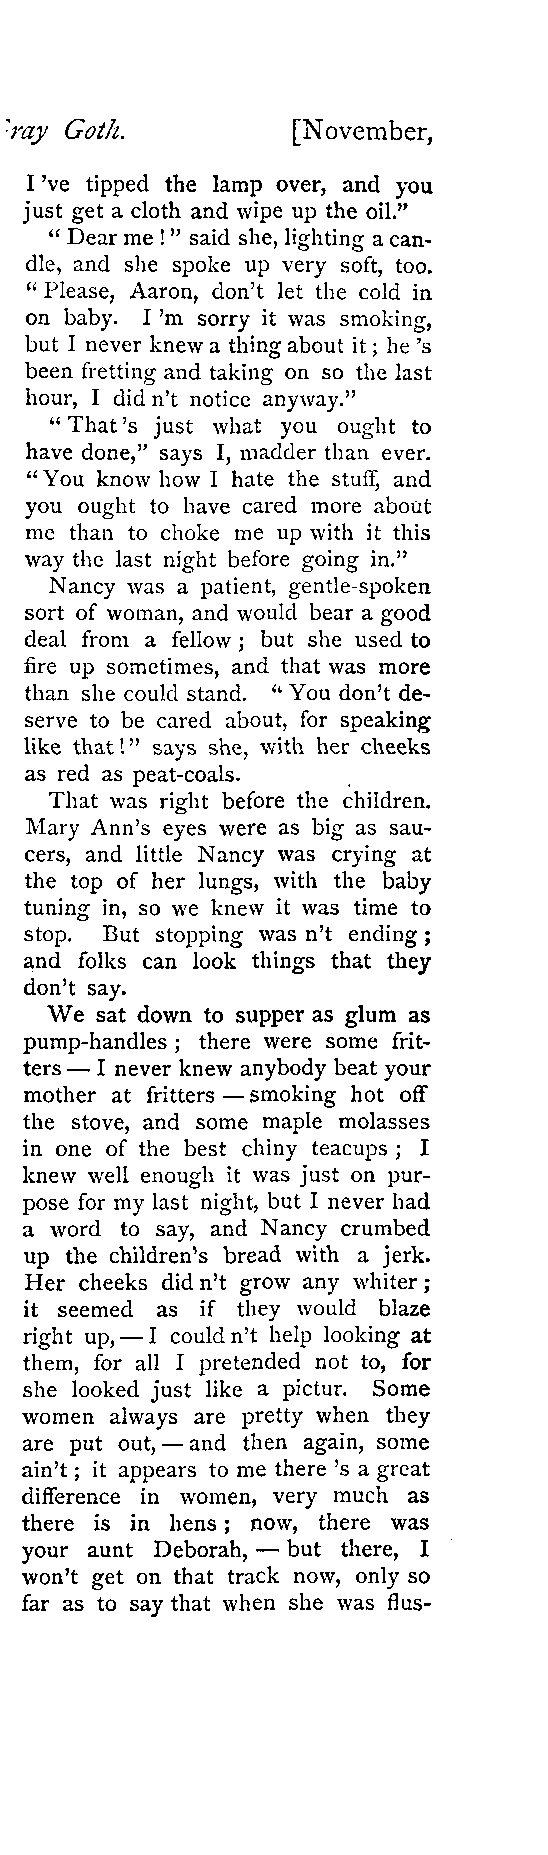 ray Goth. [November,
I 've tipped the lamp over, and you
just get a cloth and wipe up the oil."
" Dear me ! " said she, lighting a can-
dle, and she spoke up very soft, too.
" Please, Aaron, don't let the cold in
on baby. I 'm sorry it was smoking,
but I never knew a thing about it ; he 's
been fretting and taking on so the last
hour, I did n't notice anyway."
" That 's just what you ought to
have done," says I, madder than ever.
" You know how I hate the stuff, and
you ought to have cared more about
me than to choke me up with it this
way the last night before going in."
Nancy was a patient, gentle-spoken
sort of woman, and would bear a good
deal from a fellow ; but she used to
fire up sometimes, and that was more
than she could stand. " You don't de-
serve to be cared about, for speaking
like that ! " says she, with her cheeks
as red as peat-coals.
That was right before the children.
Mary Ann's eyes were as big as sau-
cers, and little Nancy was crying at
the top of her lungs, with the baby
tuning in, so we knew it was time to
stop. But stopping was n't ending ;
and folks can look things that they
don't say.
We sat down to supper as glum as
pump-handles ; there were some frit-
ters — I never knew anybody beat your
mother at fritters — smoking hot off
the stove, and some maple molasses
in one of the best chiny teacups ; I
knew well enough it was just on pur-
pose for my last night, but I never had
a word to say, and Nancy crumbed
up the children's bread with a jerk.
Her cheeks did n't grow any whiter ;
it seemed as if they would blaze
right up, — I could n't help looking at
them, for all I pretended not to, for
she looked just like a pictur. Some
women always are pretty when they
are put out, — and then again, some
ain't ; it appears to me there 's a great
difference in women, very much as
there is in hens ; now, there was
your aunt Deborah, — but there, I
won't get on that track now, only so
far as to say that when she was flus-